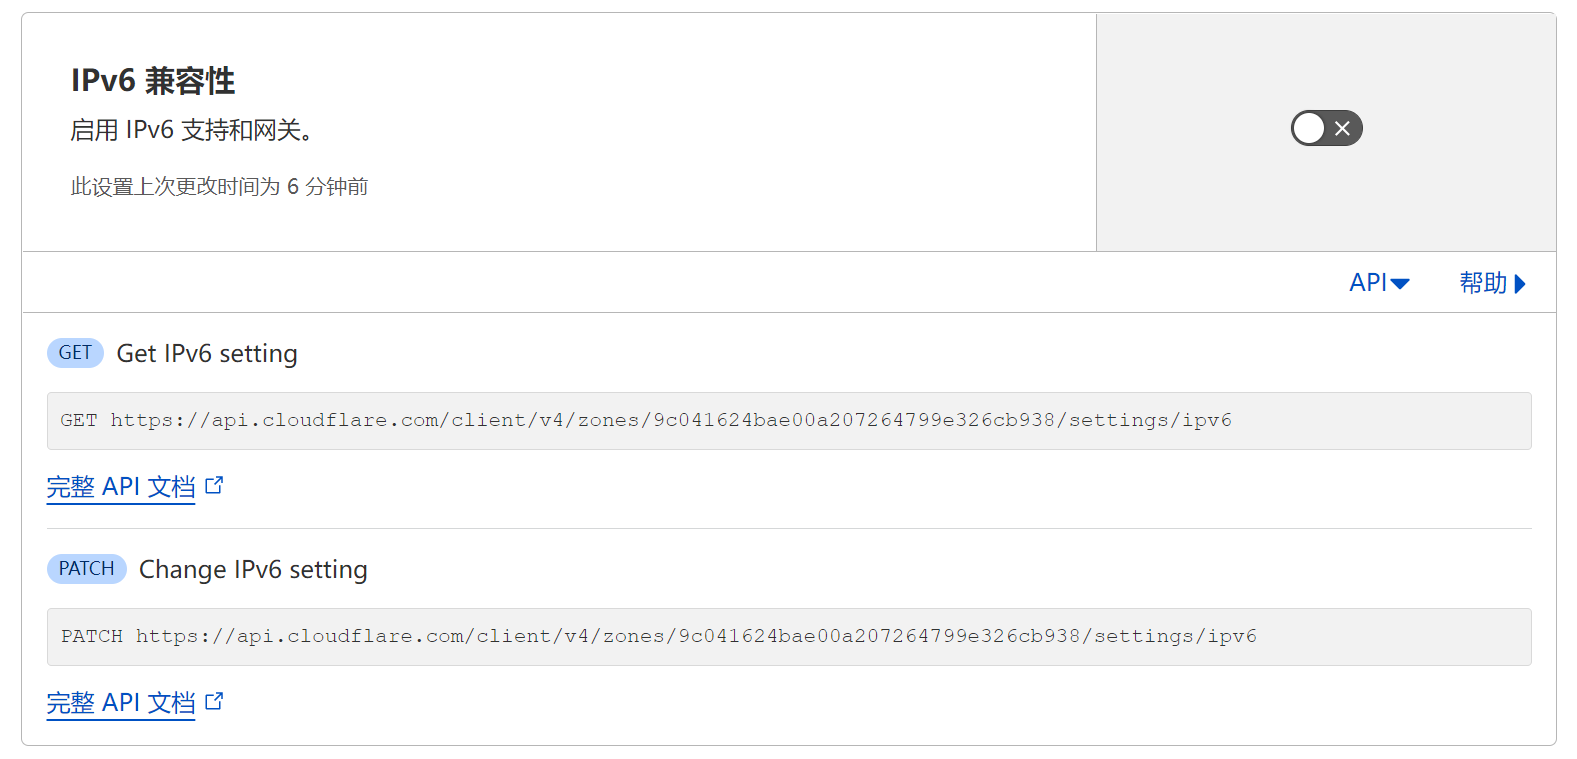 IPv6 兼容性
启用 IPv6 支持和网关。
此设置上次更改时间为 6 分钟前
API 帮助
GET Get IPv6 setting
GET https://api.cloudflare.com/client/v4/zones/9c041624bae00a207264799e326cb938/settings/ipv6
完整 API 文档
PATCH Change IPv6 setting
PATCH https://api.cloudflare.com/client/v4/zones/9c041624bae00a207264799e326cb938/settings/ipv6
完整 API 文档